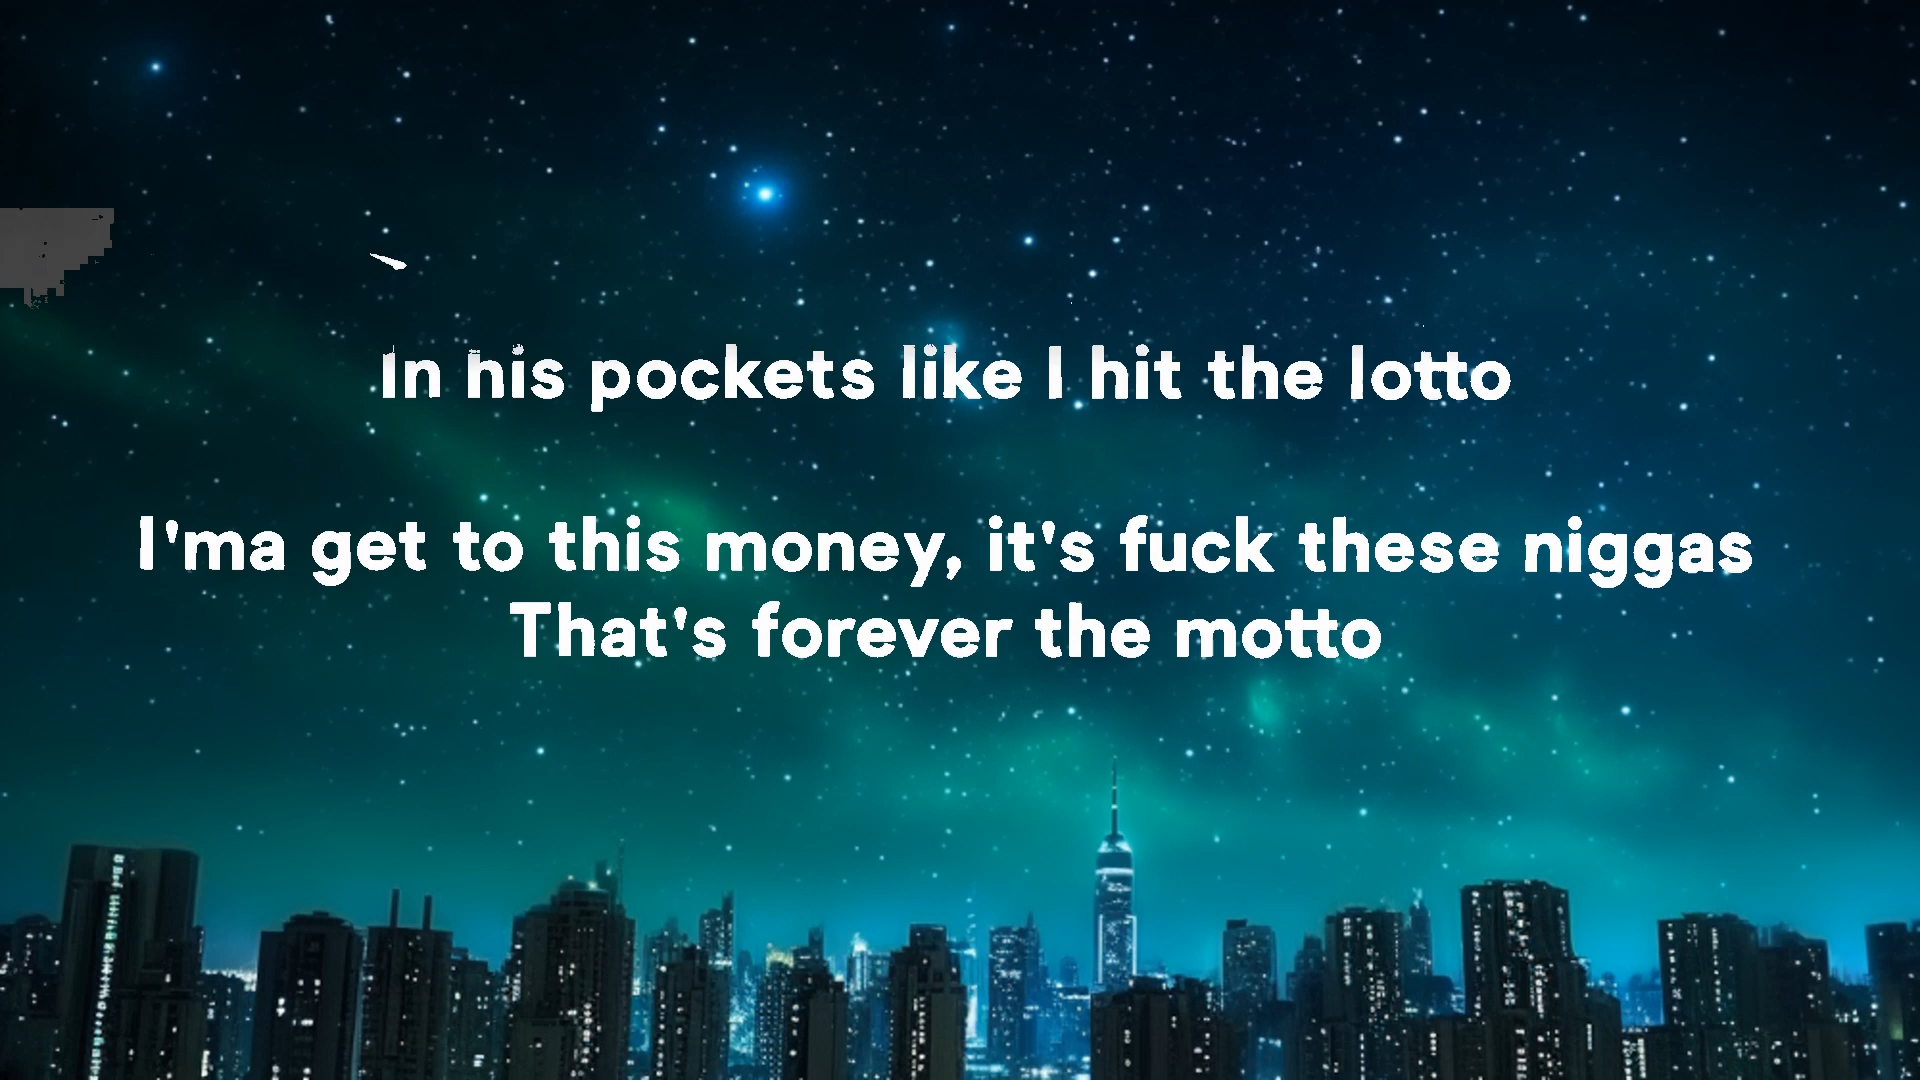 In his pockets like I hit the lotto
I'ma get to this money, it's fuck these niggas
That's forever the motto